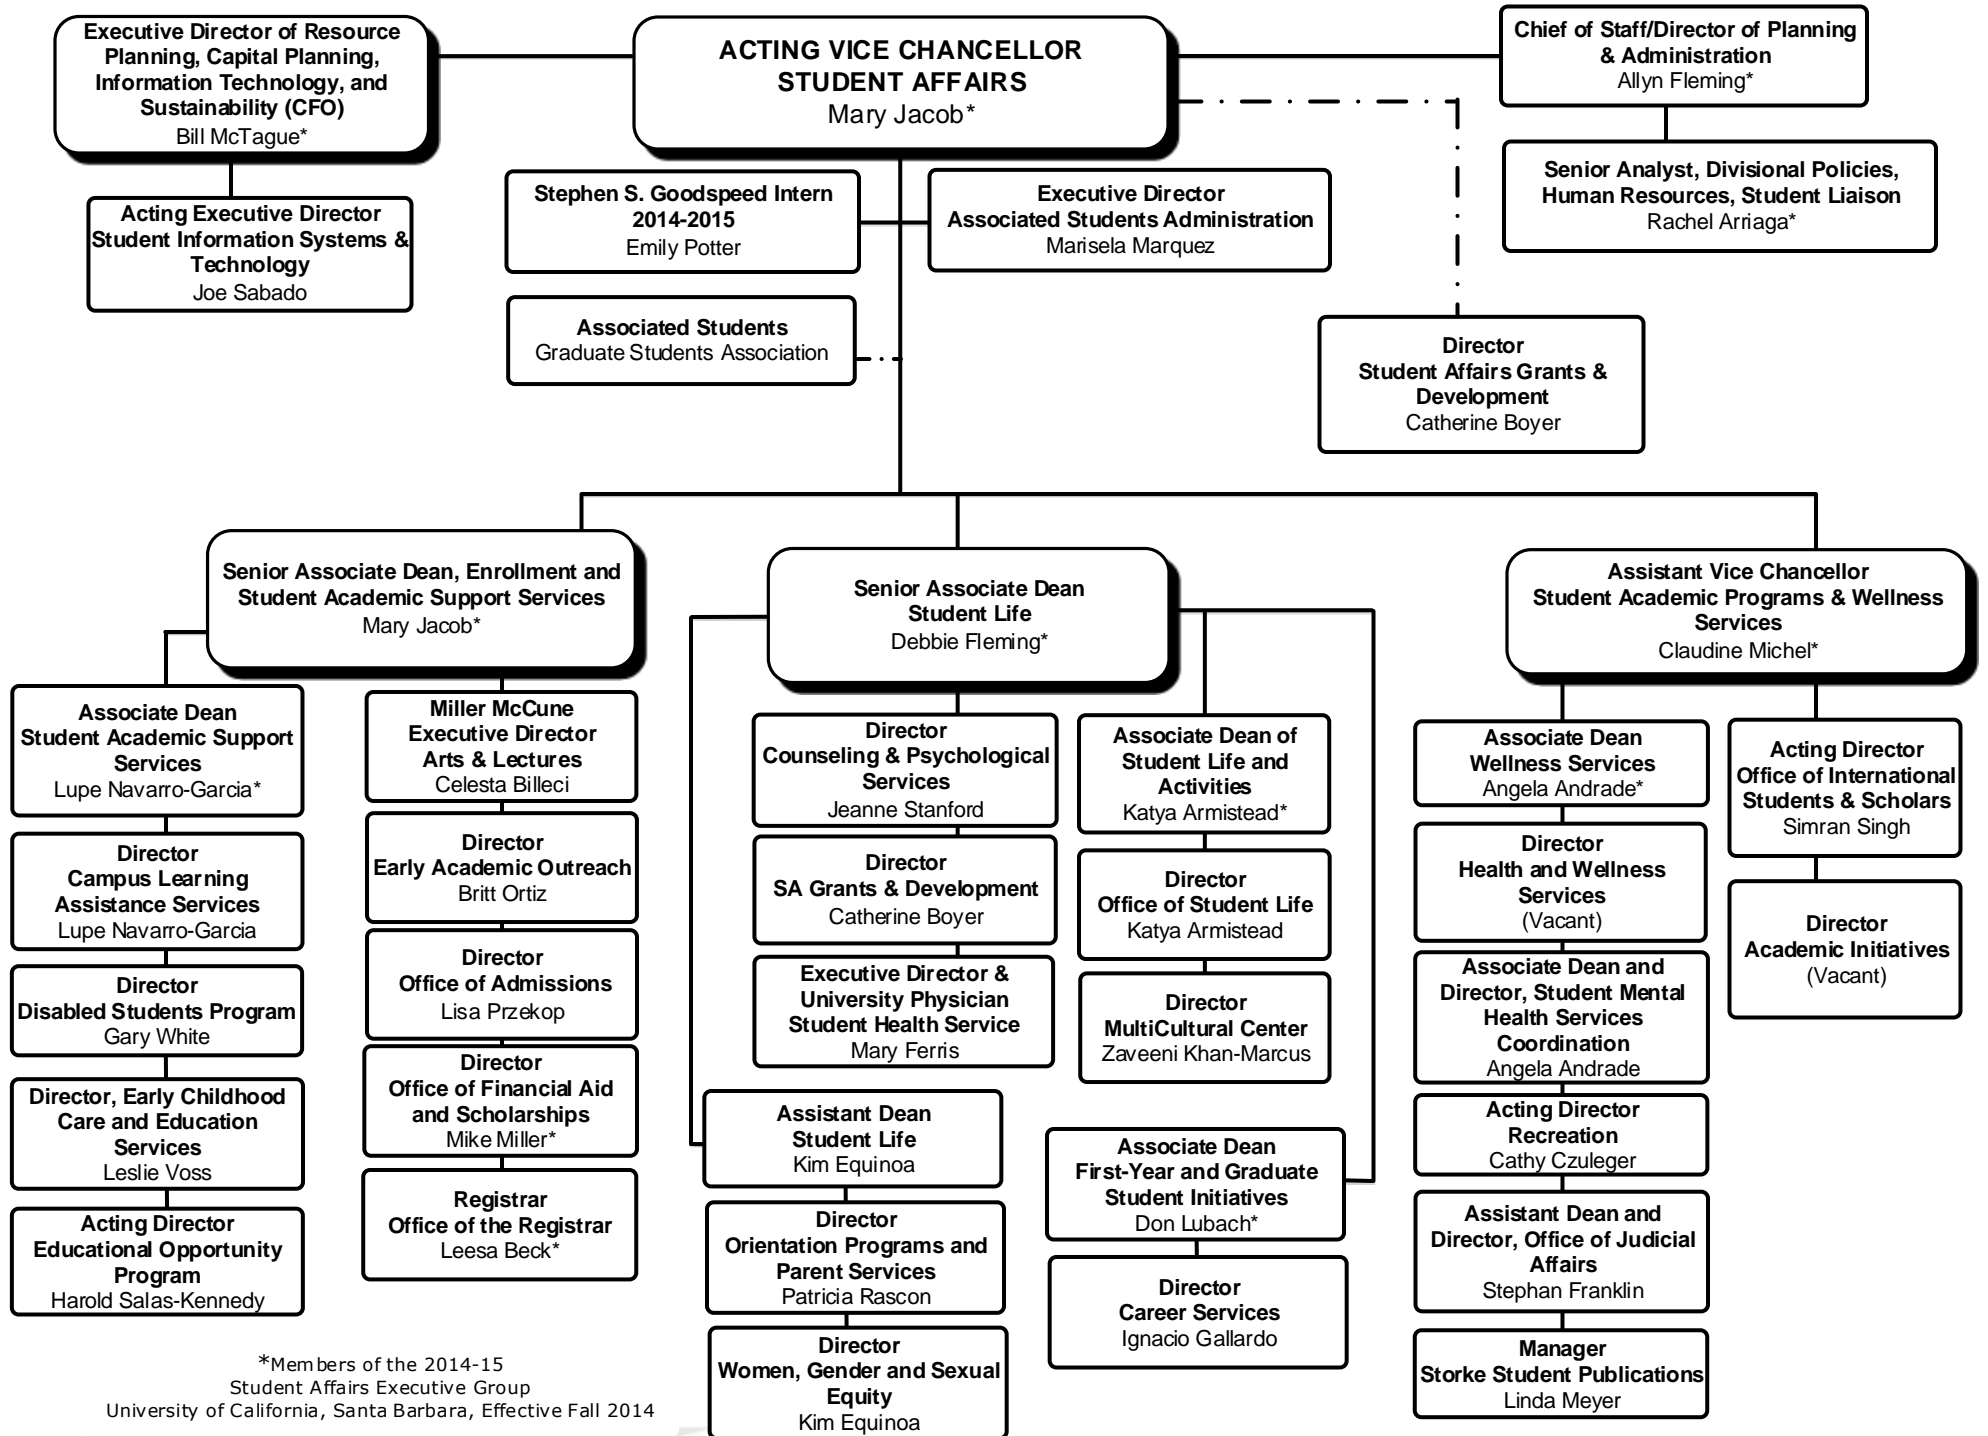 Executive Director of Resource
Planning, Capital Planning,
Information Technology, and
Sustainability (CFO)
Bill McTague*
ACTING VICE CHANCELLOR
STUDENT AFFAIRS
Mary Jacob*
Chief of Staff/Director of Planning
& Administration
Allyn Fleming*
Acting Executive Director
Student Information Systems &
Technology
Joe Sabado
Stephen S. Goodspeed Intern
2014-2015
Emily Potter
Executive Director
Associated Students Administration
Marisela Marquez
Senior Analyst, Divisional Policies,
Human Resources, Student Liaison
Rachel Arriaga*
Associated Students
Graduate Students Association
Director
Student Affairs Grants &
Development
Catherine Boyer
Senior Associate Dean, Enrollment and
Student Academic Support Services
Mary Jacob*
Associate Dean
Student Academic Support
Services
Lupe Navarro-Garcia*
Director
Campus Learning
Assistance Services
Lupe Navarro-Garcia
Director
Disabled Students Program
Gary White
Director, Early Childhood
Care and Education
Services
Leslie Voss
Acting Director
Educational Opportunity
Program
Harold Salas-Kennedy
Miller McCune
Executive Director
Arts & Lectures
Celesta Billeci
Director
Early Academic Outreach
Britt Ortiz
Director
Office of Admissions
Lisa Przekop
Director
Office of Financial Aid
and Scholarships
Mike Miller*
Registrar
Office of the Registrar
Leesa Beck*
Senior Associate Dean
Student Life
Debbie Fleming*
Director
Counseling & Psychological
Services
Jeanne Stanford
Director
SA Grants & Development
Catherine Boyer
Executive Director &
University Physician
Student Health Service
Mary Ferris
Associate Dean of
Student Life and
Activities
Katya Armistead*
Director
Office of Student Life
Katya Armistead
Director
MultiCultural Center
Zaveeni Khan-Marcus
Assistant Dean
Student Life
Kim Equinoa
Director
Orientation Programs and
Parent Services
Patricia Rascon
Director
Women, Gender and Sexual
Equity
Kim Equinoa
Associate Dean
First-Year and Graduate
Student Initiatives
Don Lubach*
Director
Career Services
Ignacio Gallardo
Assistant Vice Chancellor
Student Academic Programs & Wellness
Services
Claudine Michel*
Associate Dean
Wellness Services
Angela Andrade*
Director
Health and Wellness
Services
(Vacant)
Associate Dean and
Director, Student Mental
Health Services
Coordination
Angela Andrade
Acting Director
Recreation
Cathy Czuleger
Assistant Dean and
Director, Office of Judicial
Affairs
Stephan Franklin
Manager
Storke Student Publications
Linda Meyer
Acting Director
Office of International
Students & Scholars
Simran Singh
Director
Academic Initiatives
(Vacant)
*Members of the 2014-15
Student Affairs Executive Group
University of California, Santa Barbara, Effective Fall 2014